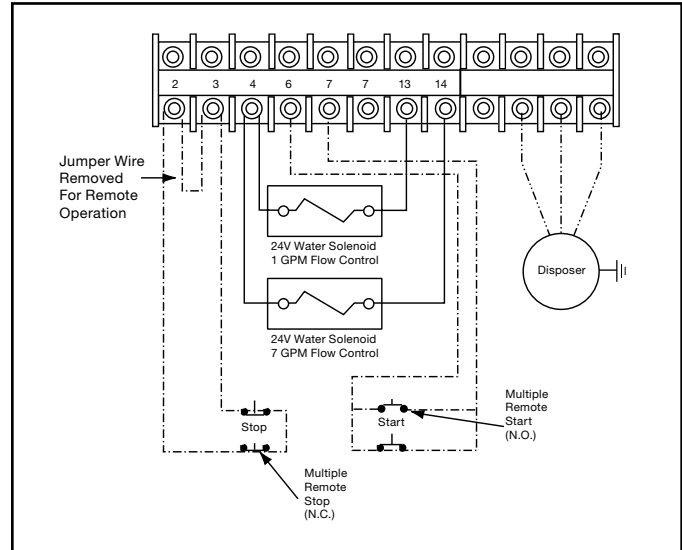 2 3 4 6 7 7 13 14
Jumper Wire
Removed
For Remote
Operation
24V Water Solenoid
1 GPM Flow Control
Disposer
24V Water Solenoid
7 GPM Flow Control
Stop
Start
Multiple
Remote
Start
(N.O.)
Multiple
Remote
Stop
(N.C.)